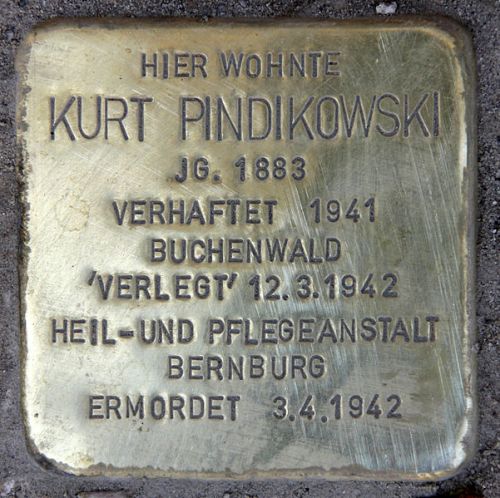 HIER WOHNTE
KURT PINDIKOWSKI
JG. 1883
VERHAFTET 1941
BUCHENWALD
'VERLEGT' 12.3.1942
HEIL-UND PFLEGEANSTALT
BERNBURG
ERMORDET 3.4.1942